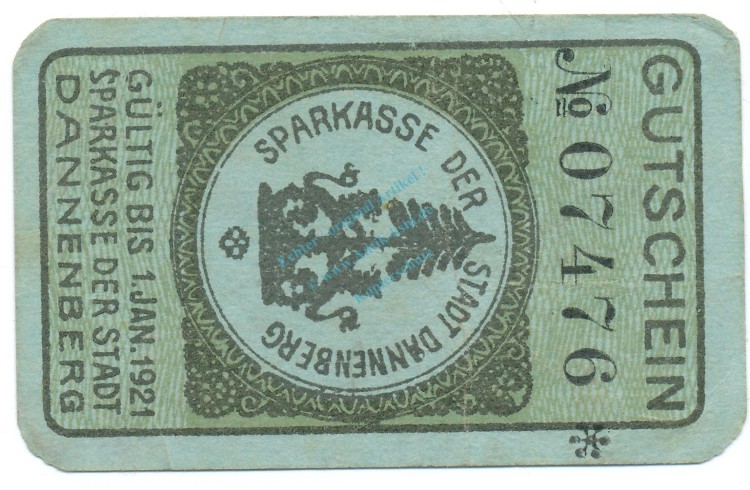 GUTSCHEIN
№ 07476 *
SPARKASSE DER STADT DANNENBERG
GÜLTIG BIS 1. JAN. 1921
SPARKASSE DER STADT
DANNENBERG